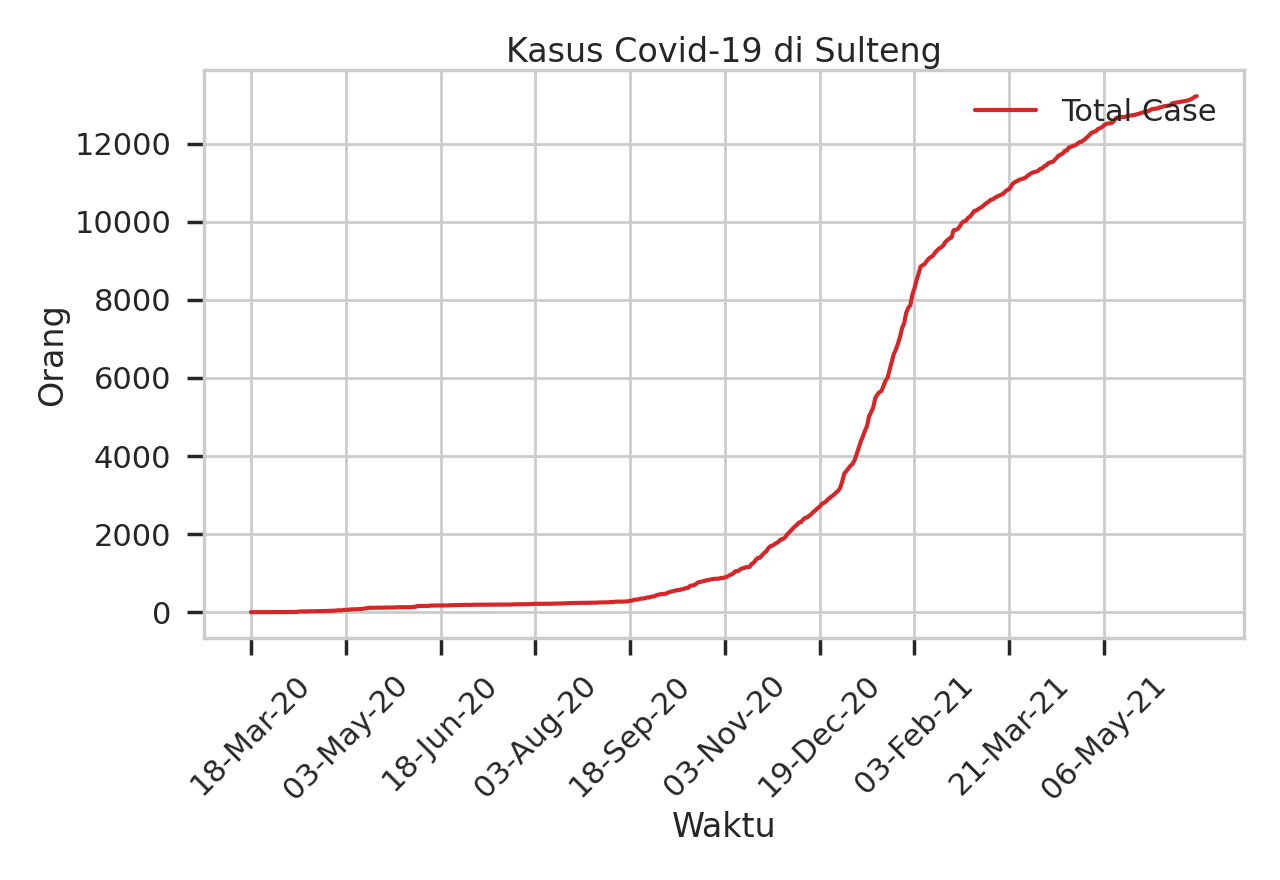 Kasus Covid-19 di Sulteng
Total Case
12000
10000
8000
6000
4000
2000
0
Orang
18-Mar-20
03-May-20
18-Jun-20
03-Aug-20
18-Sep-20
03-Nov-20
19-Dec-20
03-Feb-21
21-Mar-21
06-May-21
Waktu